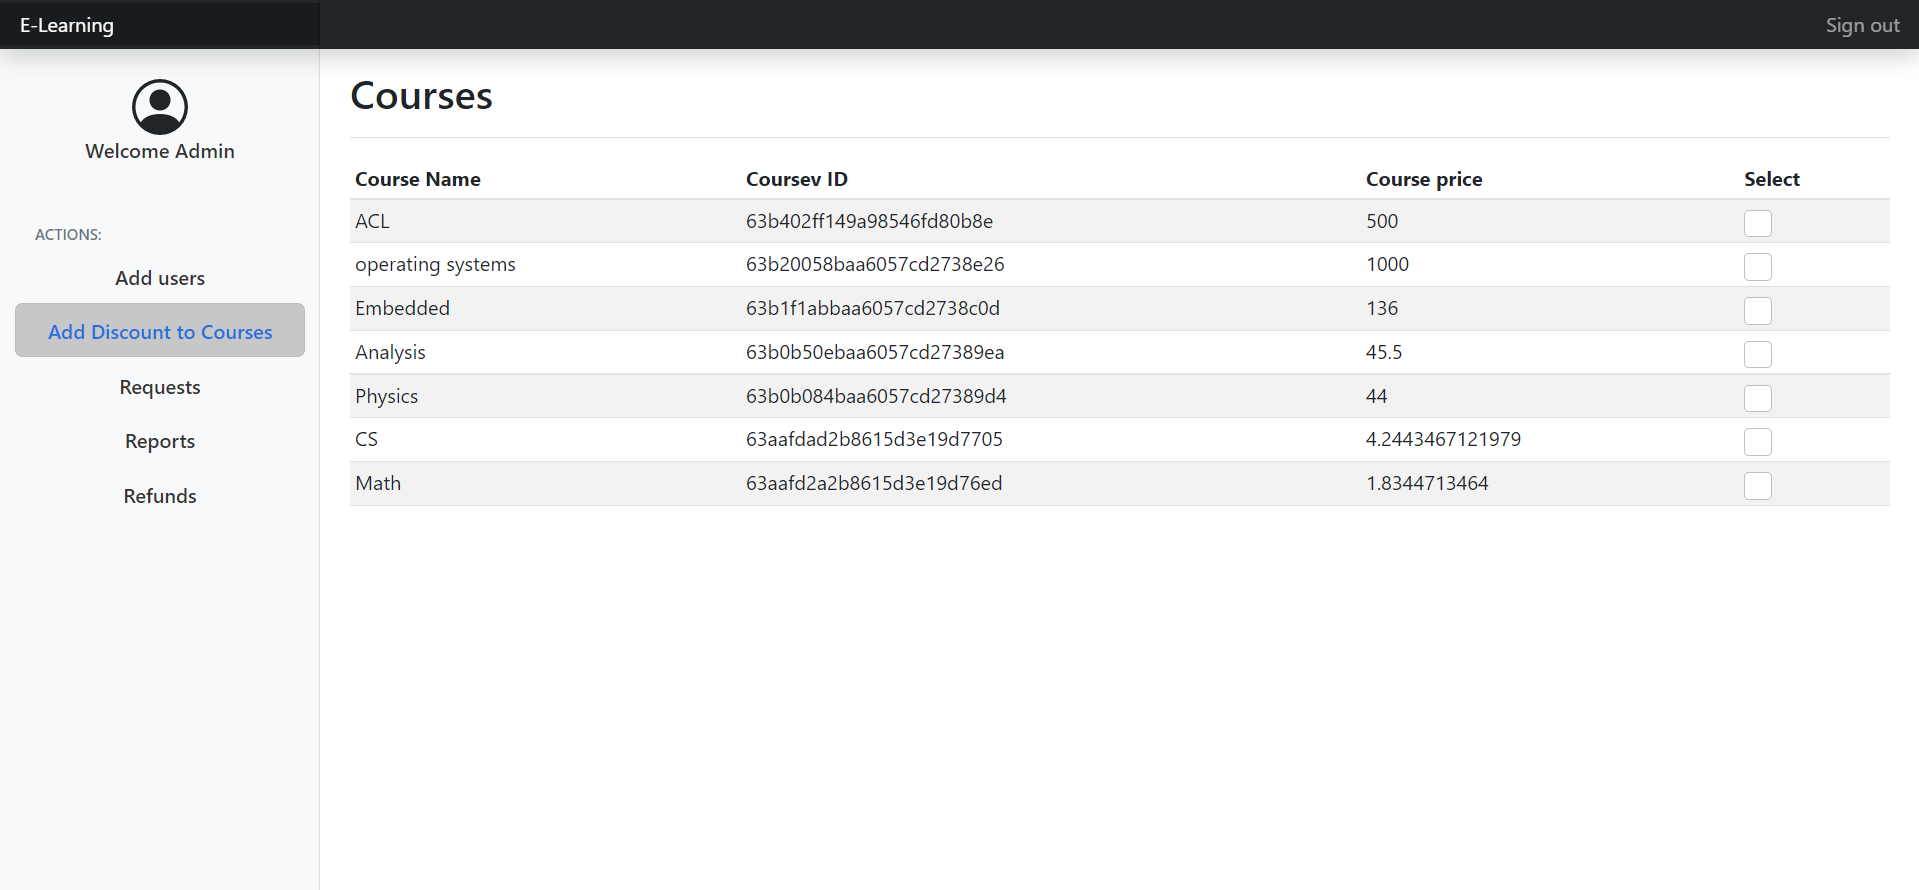 E-Learning
Sign out
Welcome Admin
ACTIONS:
Add users
Add Discount to Courses
Requests
Reports
Refunds
Courses
Course Name Coursev ID Course price Select
ACL 63b402ff149a98546fd80b8e 500
operating systems 63b20058baa6057cd2738e26 1000
Embedded 63b1f1abbaa6057cd2738c0d 136
Analysis 63b0b50ebaa6057cd27389ea 45.5
Physics 63b0b084baa6057cd27389d4 44
CS 63aafdad2b8615d3e19d7705 4.2443467121979
Math 63aafd2a2b8615d3e19d76ed 1.8344713464